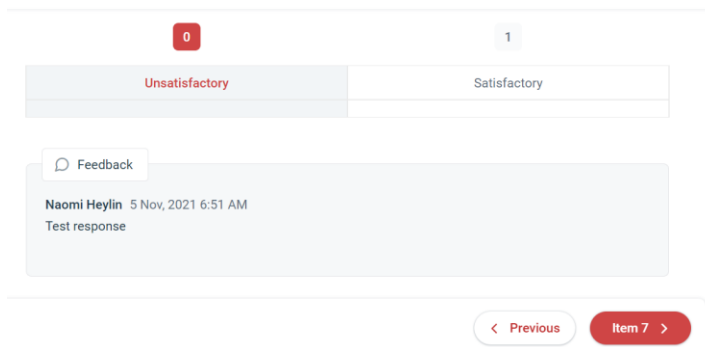 0 1
Unsatisfactory Satisfactory
Feedback
Naomi Heylin 5 Nov, 2021 6:51 AM
Test response
Previous Item 7